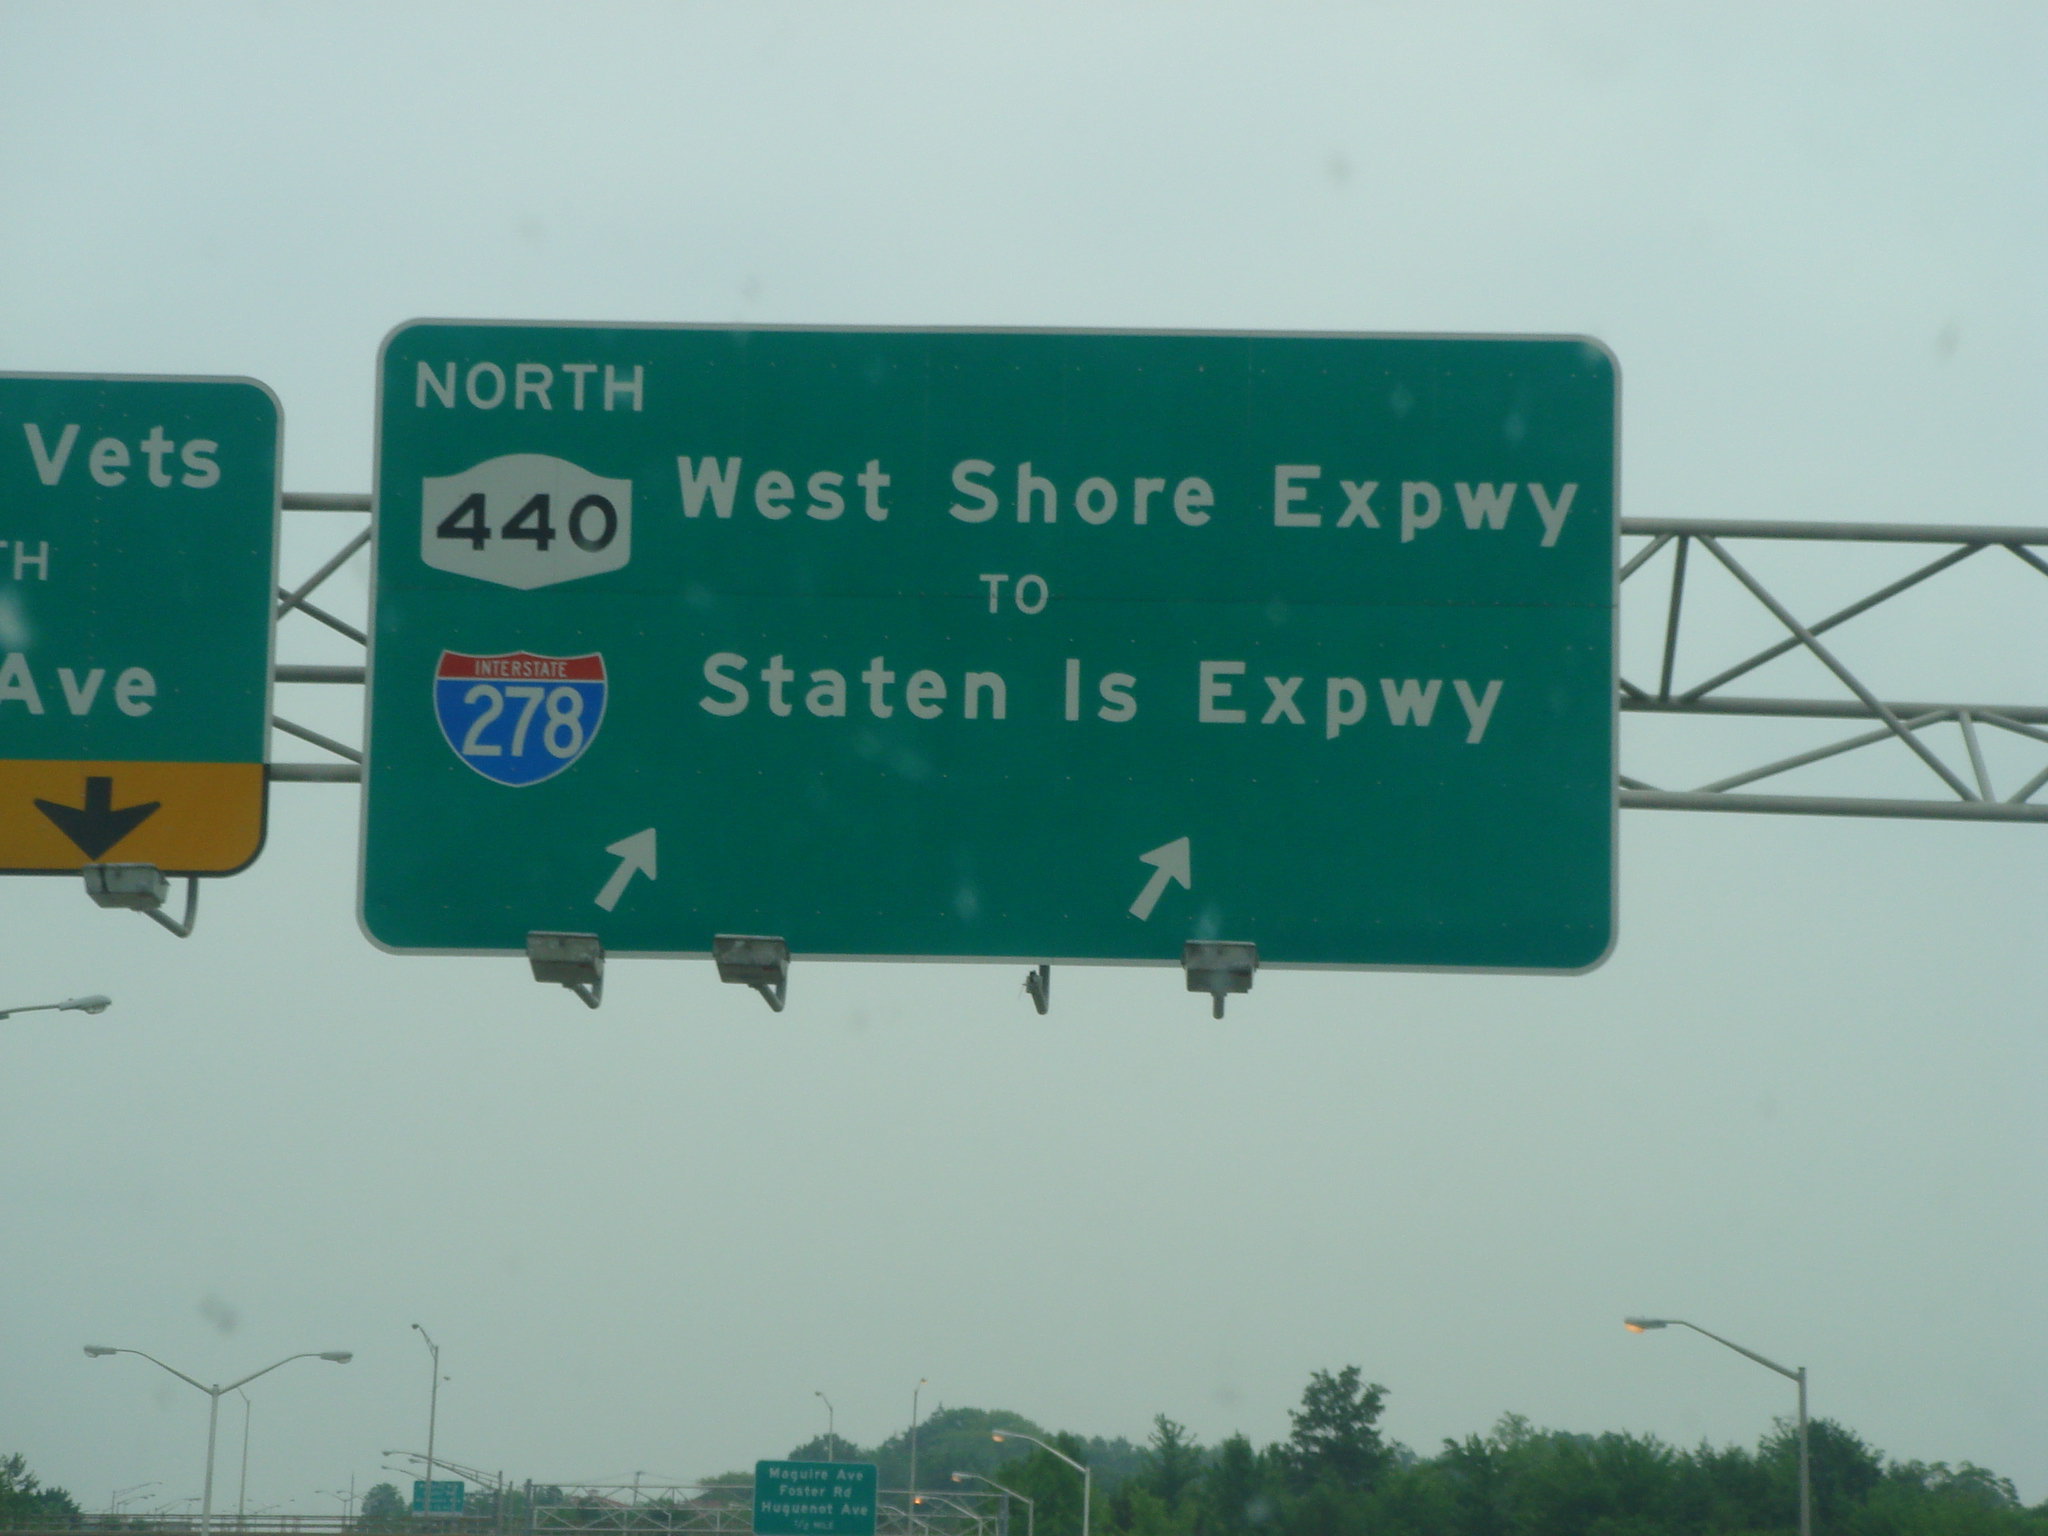 Vets
TH
Ave
NORTH
440
West Shore Expwy
TO
INTERSTATE
278
Staten Is Expwy
Maguire Ave
Foster Rd
Huguenot Ave